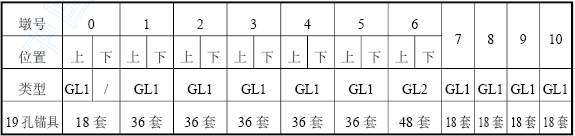 墩号 0 1 2 3 4 5 6 7 8 9 10
位置 上 下 上 下 上 下 上 下 上 下 上 下 上 下
类型 GL1 / GL1 GL1 GL1 GL1 GL1 GL2 GL1 GL1 GL1 GL1
19孔锚具 18套 36套 36套 36套 36套 36套 48套 18套 18套 18套 18套